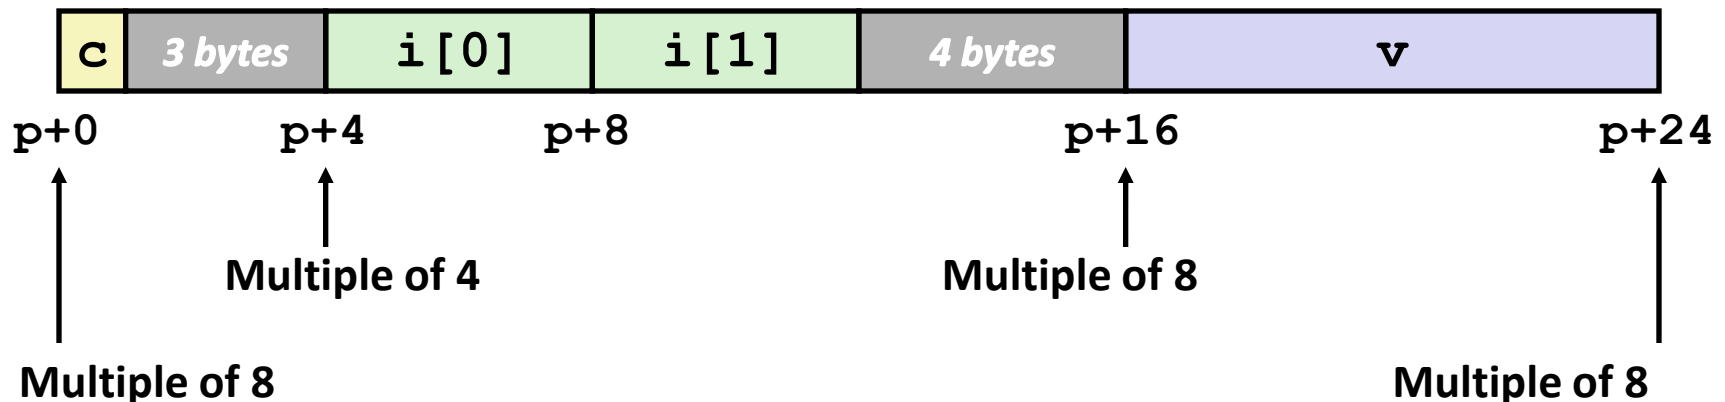 c 3 bytes i[0] i[1] 4 bytes v
p+0 p+4 p+8 p+16 p+24
Multiple of 4 Multiple of 8
Multiple of 8 Multiple of 8